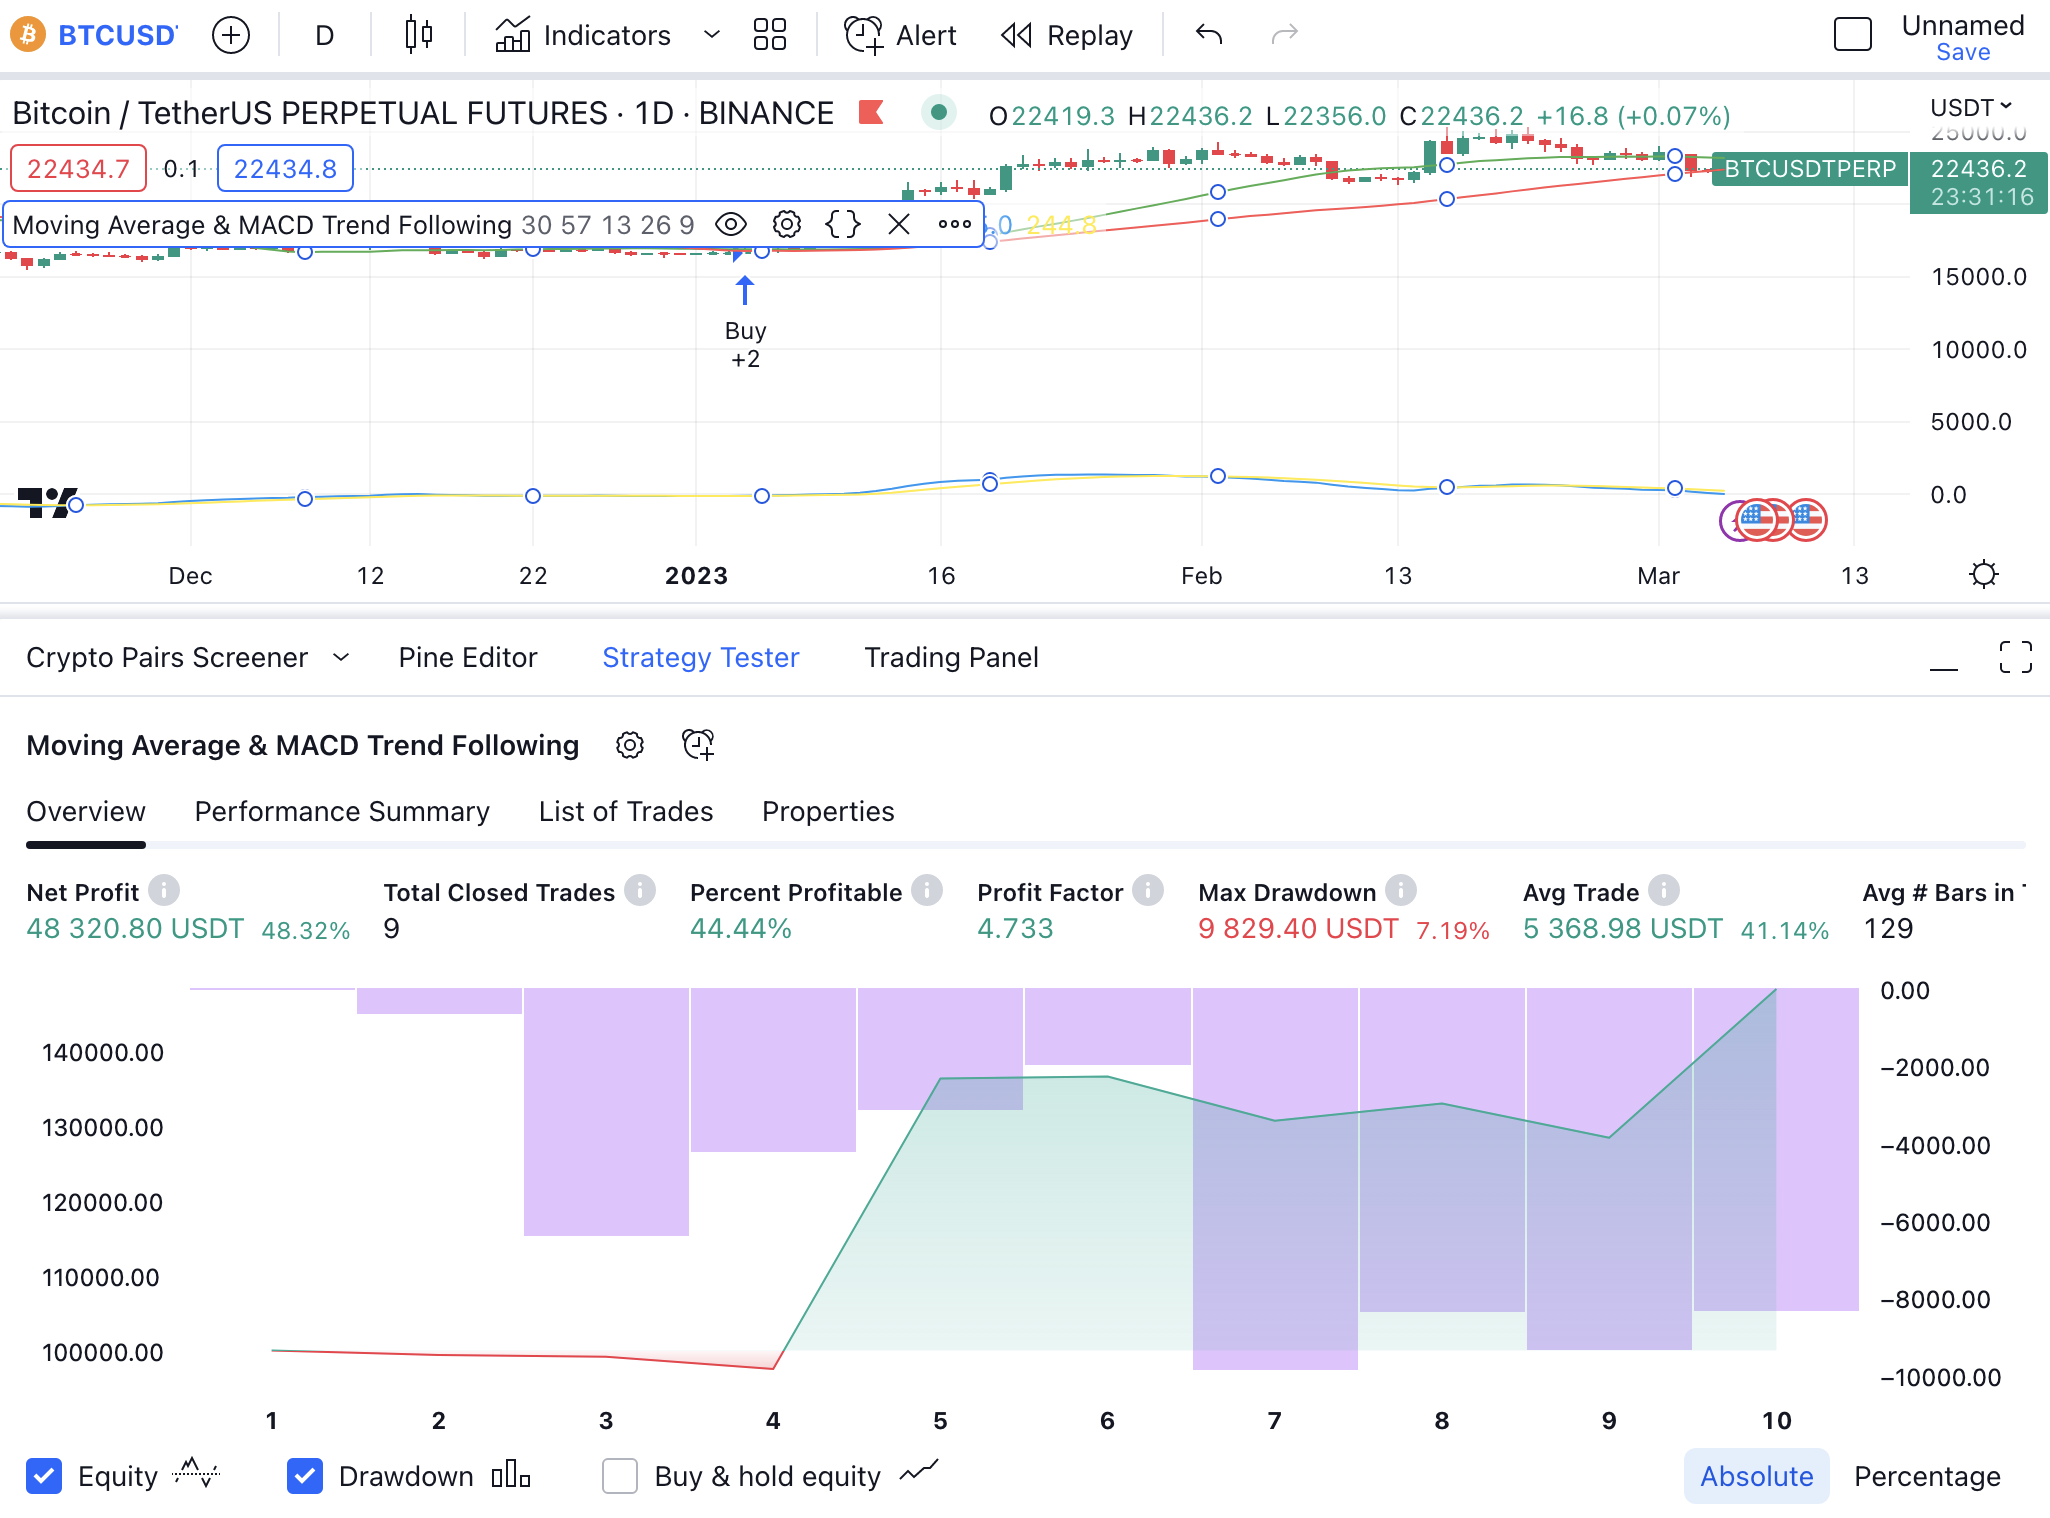 BTCUSD
D
Indicators
Alert
Replay
Unnamed
Save
Bitcoin / TetherUS PERPETUAL FUTURES · 1D · BINANCE
O22419.3 H22436.2 L22356.0 C22436.2 +16.8 (+0.07%)
USDT
25000.0
22434.7
0.1
22434.8
BTCUSDTPERP
22436.2
23:31:16
Moving Average & MACD Trend Following 30 57 13 26 9
244.8
15000.0
Buy
+2
10000.0
5000.0
0.0
Dec
12
22
2023
16
Feb
13
Mar
13
Crypto Pairs Screener
Pine Editor
Strategy Tester
Trading Panel
Moving Average & MACD Trend Following
Overview
Performance Summary
List of Trades
Properties
Net Profit
48 320.80 USDT 48.32%
Total Closed Trades
9
Percent Profitable
44.44%
Profit Factor
4.733
Max Drawdown
9 829.40 USDT 7.19%
Avg Trade
5 368.98 USDT 41.14%
Avg # Bars in
129
140000.00
130000.00
120000.00
110000.00
100000.00
0.00
−2000.00
−4000.00
−6000.00
−8000.00
−10000.00
1
2
3
4
5
6
7
8
9
10
Equity
Drawdown
Buy & hold equity
Absolute
Percentage